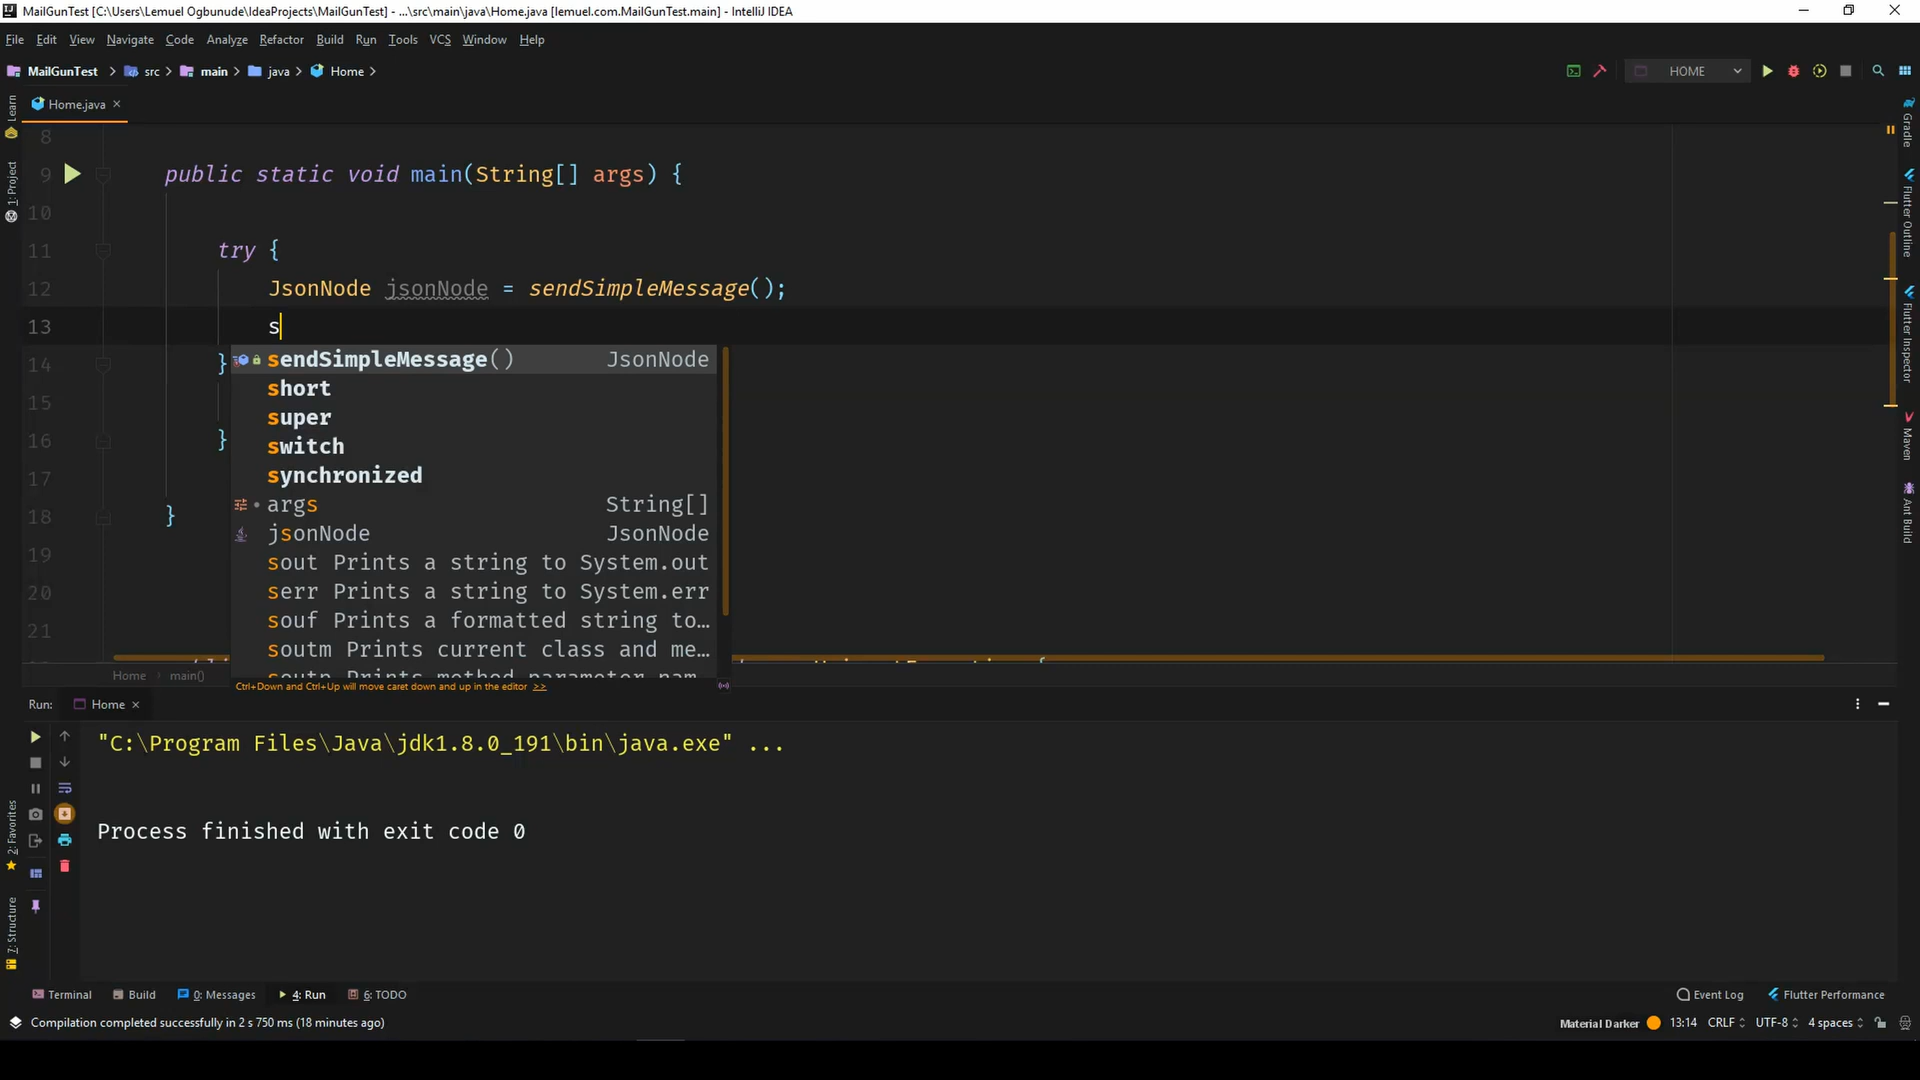 MailGunTest [C:\Users\Lemuel Ogbunude\IdeaProjects\MailGunTest] - ...\src\main\java\Home.java [lemuel.com.MailGunTest.main] - IntelliJ IDEA
File Edit View Navigate Code Analyze Refactor Build Run Tools VCS Window Help
MailGunTest src main java Home HOME
Home.java
Learn
1: Project
2: Favorites
7: Structure
8
9 public static void main(String[] args) {
10
11 try {
12 JsonNode jsonNode = sendSimpleMessage();
13 s
14 }
15
16 }
17
18 }
19
20
21
sendSimpleMessage() JsonNode
short
super
switch
synchronized
args String[]
jsonNode JsonNode
sout Prints a string to System.out
serr Prints a string to System.err
souf Prints a formatted string to…
soutm Prints current class and me…
Ctrl+Down and Ctrl+Up will move caret down and up in the editor >>
Home main()
Gradle
Flutter Outline
Flutter Inspector
Maven
Ant Build
Run: Home
"C:\Program Files\Java\jdk1.8.0_191\bin\java.exe" ...
Process finished with exit code 0
Terminal Build 0: Messages 4: Run 6: TODO Event Log Flutter Performance
Compilation completed successfully in 2 s 750 ms (18 minutes ago) Material Darker 13:14 CRLF UTF-8 4 spaces